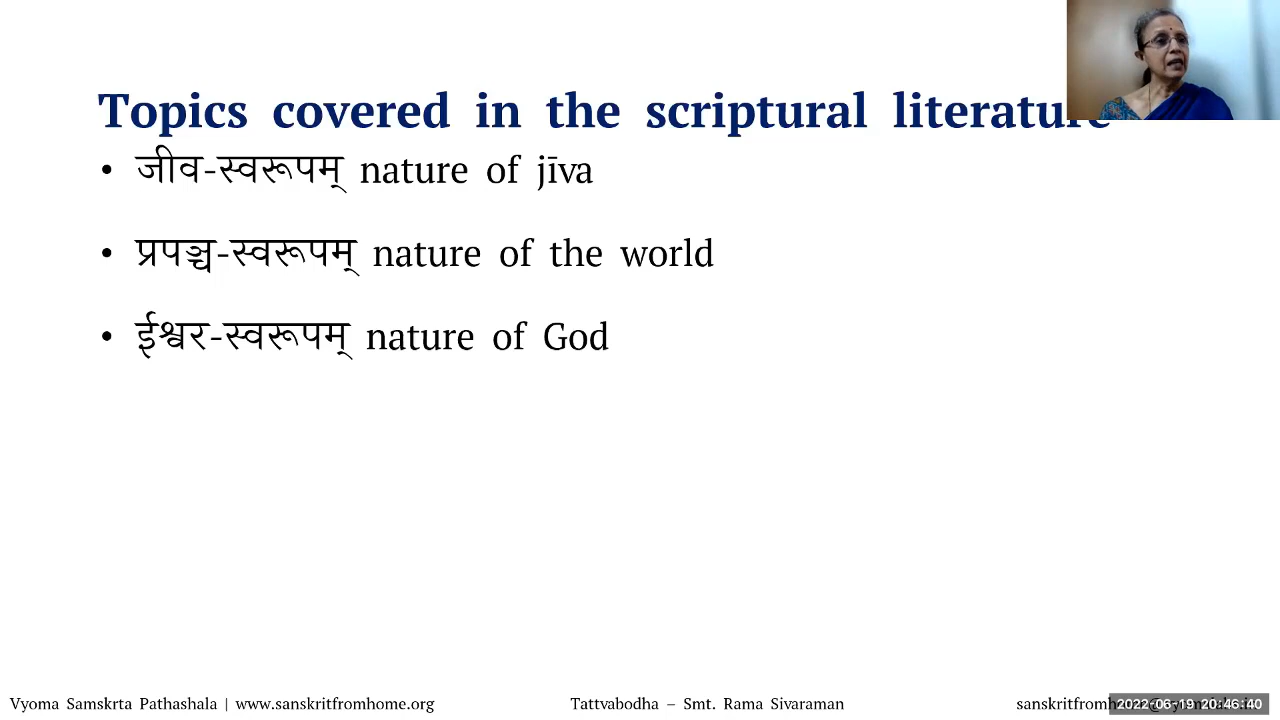 Topics covered in the scriptural literature
• जीव-स्वरूपम् nature of jīva
• प्रपञ्च-स्वरूपम् nature of the world
• ईश्वर-स्वरूपम् nature of God
Vyoma Samskrta Pathashala | www.sanskritfromhome.org
Tattvabodha – Smt. Rama Sivaraman
2022-06-19 20:46:40